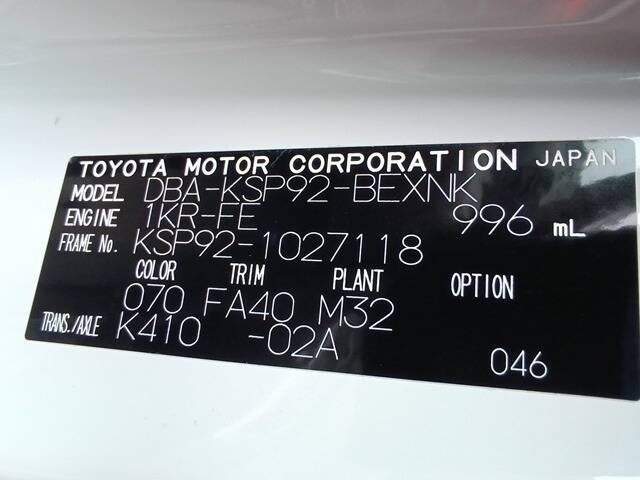 TOYOTA MOTOR CORPORATION JAPAN
MODEL DBA-KSP92-BEXNK
ENGINE 1KR-FE 996 mL
FRAME No. KSP92-1027118
COLOR TRIM PLANT OPTION
070 FA40 M32
TRANS./AXLE K410 -02A
046